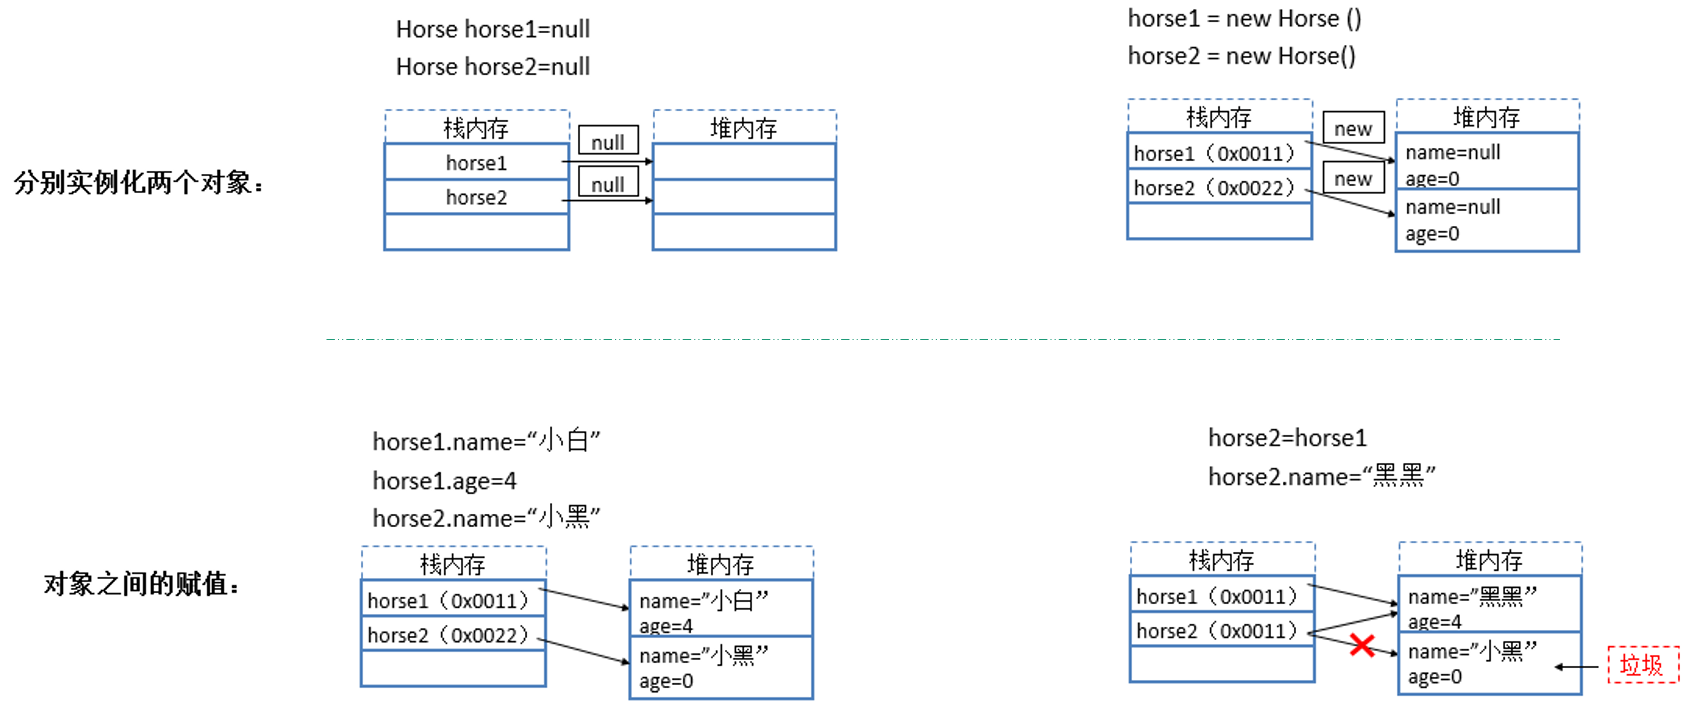 Horse horse1=null
Horse horse2=null
horse1 = new Horse ()
horse2 = new Horse()
分别实例化两个对象：
栈内存
horse1
horse2
null
null
堆内存
栈内存
horse1（0x0011）
horse2（0x0022）
new
new
堆内存
name=null
age=0
name=null
age=0
horse1.name=“小白”
horse1.age=4
horse2.name=“小黑”
horse2=horse1
horse2.name=“黑黑”
对象之间的赋值：
栈内存
horse1（0x0011）
horse2（0x0022）
堆内存
name=”小白”
age=4
name=”小黑”
age=0
栈内存
horse1（0x0011）
horse2（0x0011）
堆内存
name=”黑黑”
age=4
name=”小黑”
age=0
垃圾